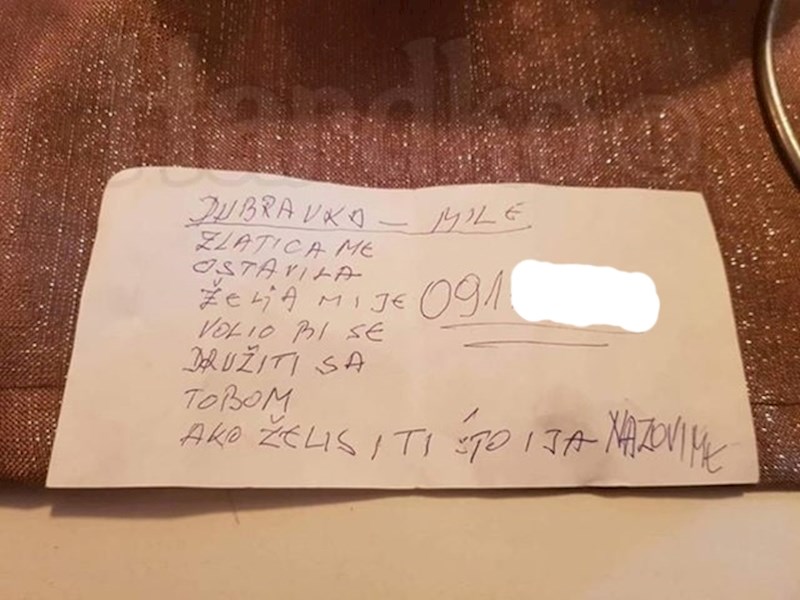 DUBRAVKO - MILE
ZLATICA ME
OSTAVILA
ŽELJA MI JE 091
VOLIO BI SE
DRUŽITI SA
TOBOM
AKO ŽELIS I TI ŠTO I JA NAZOVI ME